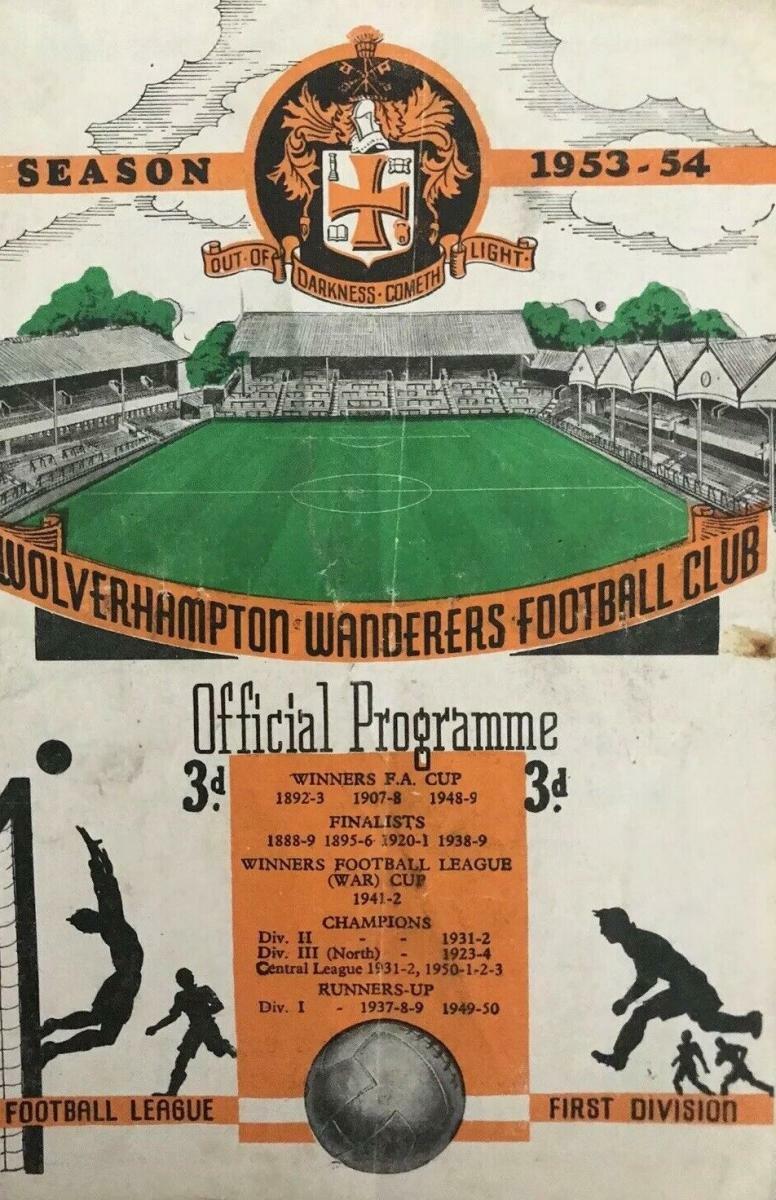 SEASON 1953-54
OUT·OF· DARKNESS·COMETH LIGHT·
WOLVERHAMPTON WANDERERS FOOTBALL CLUB
Official Programme
3d. 3d.
WINNERS F.A. CUP
1892-3 1907-8 1948-9
FINALISTS
1888-9 1895-6 1920-1 1938-9
WINNERS FOOTBALL LEAGUE
(WAR) CUP
1941-2
CHAMPIONS
Div. II - - 1931-2
Div. III (North) - 1923-4
Central League 1931-2, 1950-1-2-3
RUNNERS-UP
Div. I - 1937-8-9 1949-50
FOOTBALL LEAGUE FIRST DIVISION